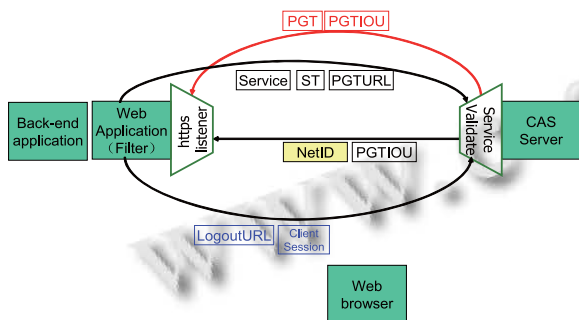 PGT PGTIOU
Service ST PGTURL
Back-end
application
Web
Application
（Filter）
https
listener
Service
Validate
CAS
Server
NetID PGTIOU
LogoutURL Client
Session
Web
browser